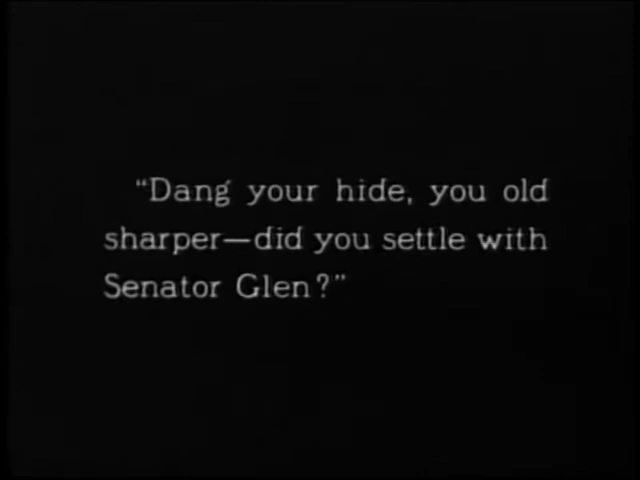 “Dang your hide, you old
sharper—did you settle with
Senator Glen?”